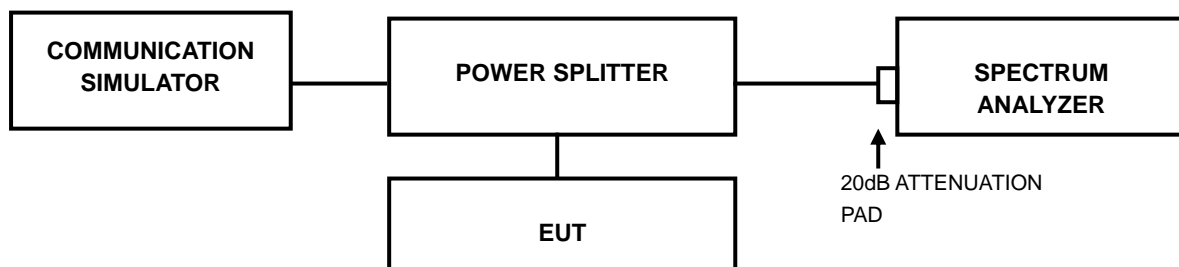 COMMUNICATION
SIMULATOR
POWER SPLITTER
SPECTRUM
ANALYZER
20dB ATTENUATION
PAD
EUT